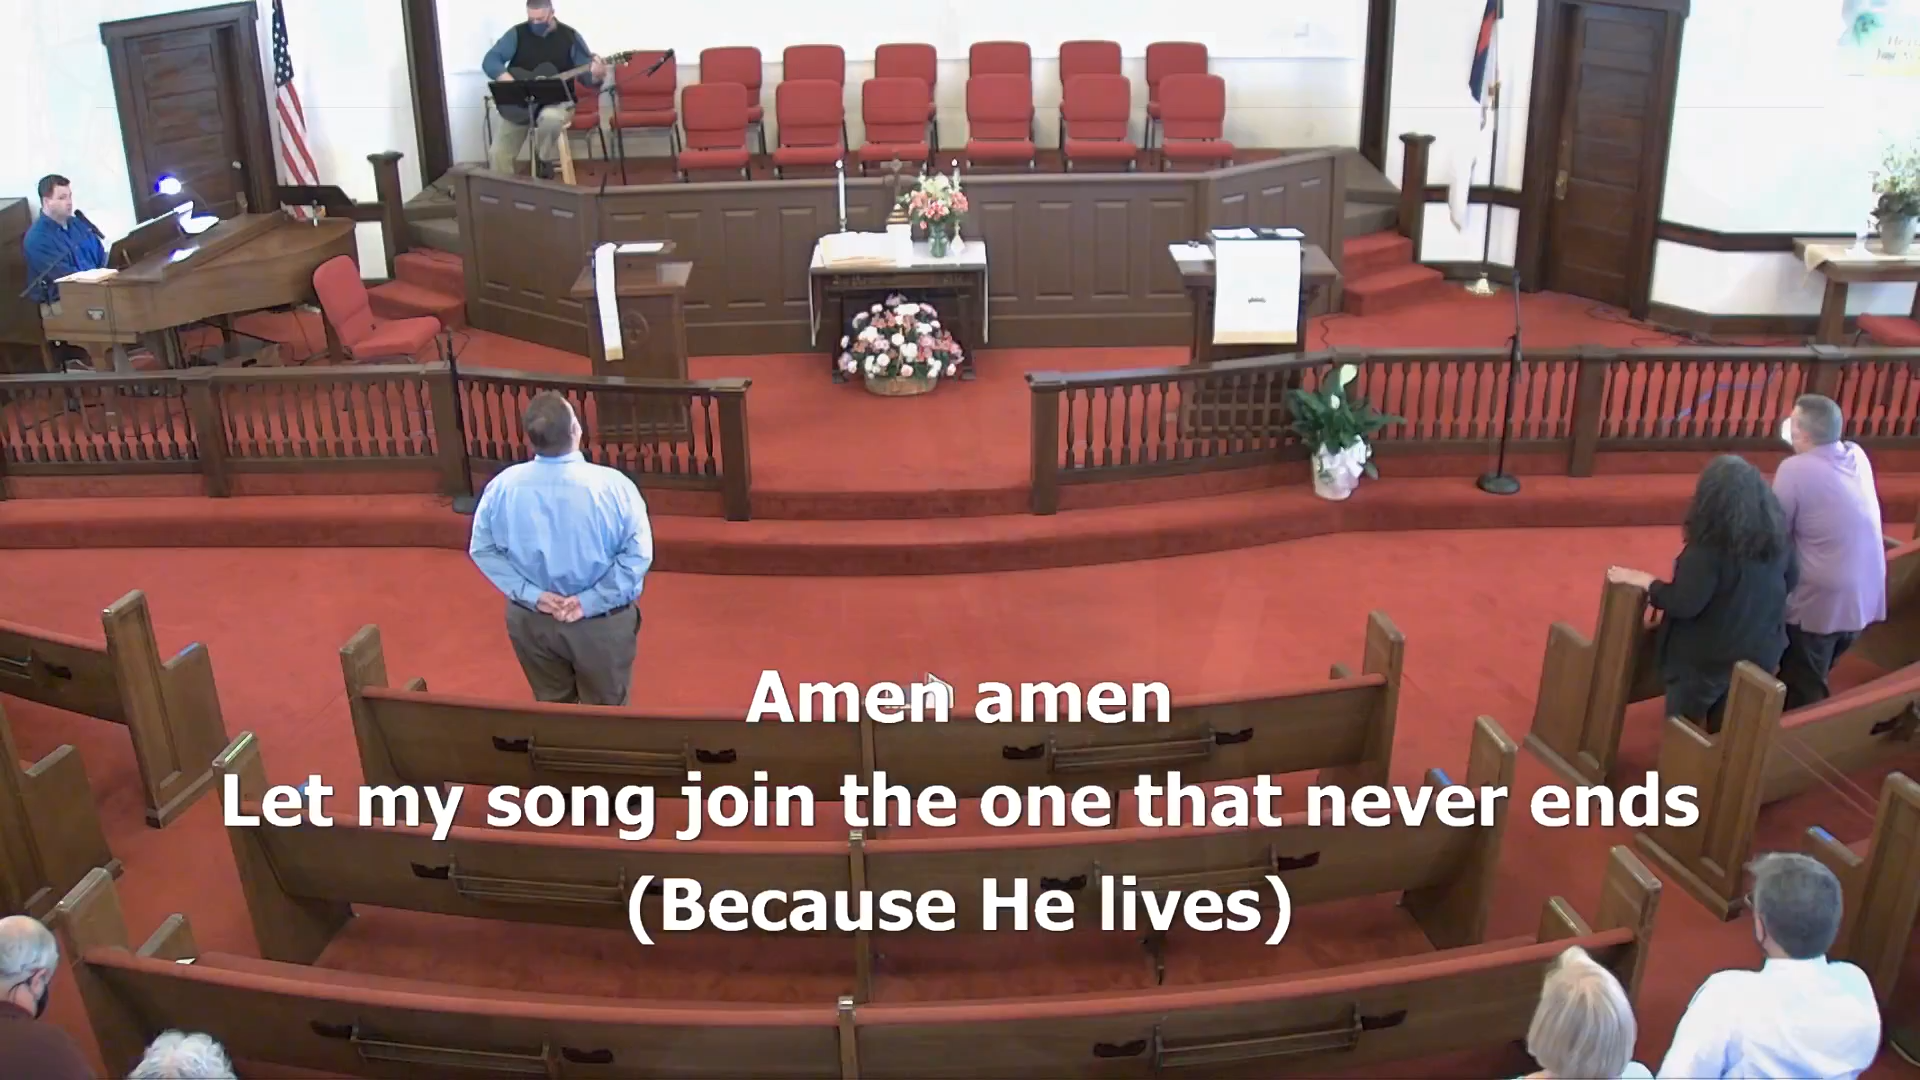 Amen amen
Let my song join the one that never ends
(Because He lives)